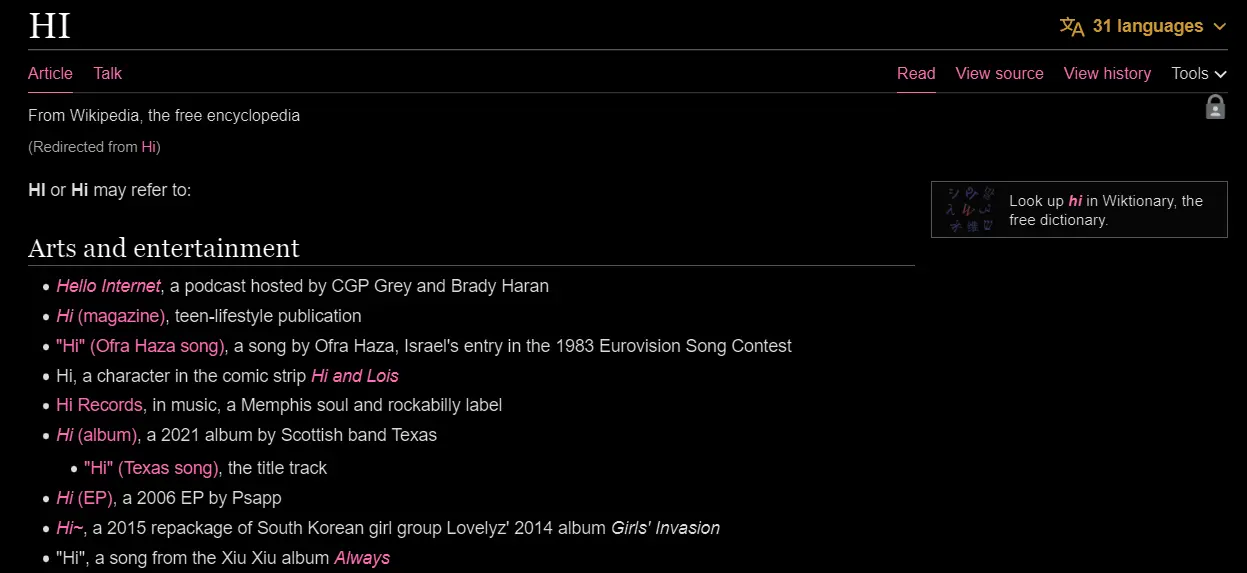 HI
31 languages
Article Talk Read View source View history Tools
From Wikipedia, the free encyclopedia
(Redirected from Hi)
HI or Hi may refer to:
Look up hi in Wiktionary, the
free dictionary.
Arts and entertainment
Hello Internet, a podcast hosted by CGP Grey and Brady Haran
Hi (magazine), teen-lifestyle publication
"Hi" (Ofra Haza song), a song by Ofra Haza, Israel's entry in the 1983 Eurovision Song Contest
Hi, a character in the comic strip Hi and Lois
Hi Records, in music, a Memphis soul and rockabilly label
Hi (album), a 2021 album by Scottish band Texas
"Hi" (Texas song), the title track
Hi (EP), a 2006 EP by Psapp
Hi~, a 2015 repackage of South Korean girl group Lovelyz' 2014 album Girls' Invasion
"Hi", a song from the Xiu Xiu album Always